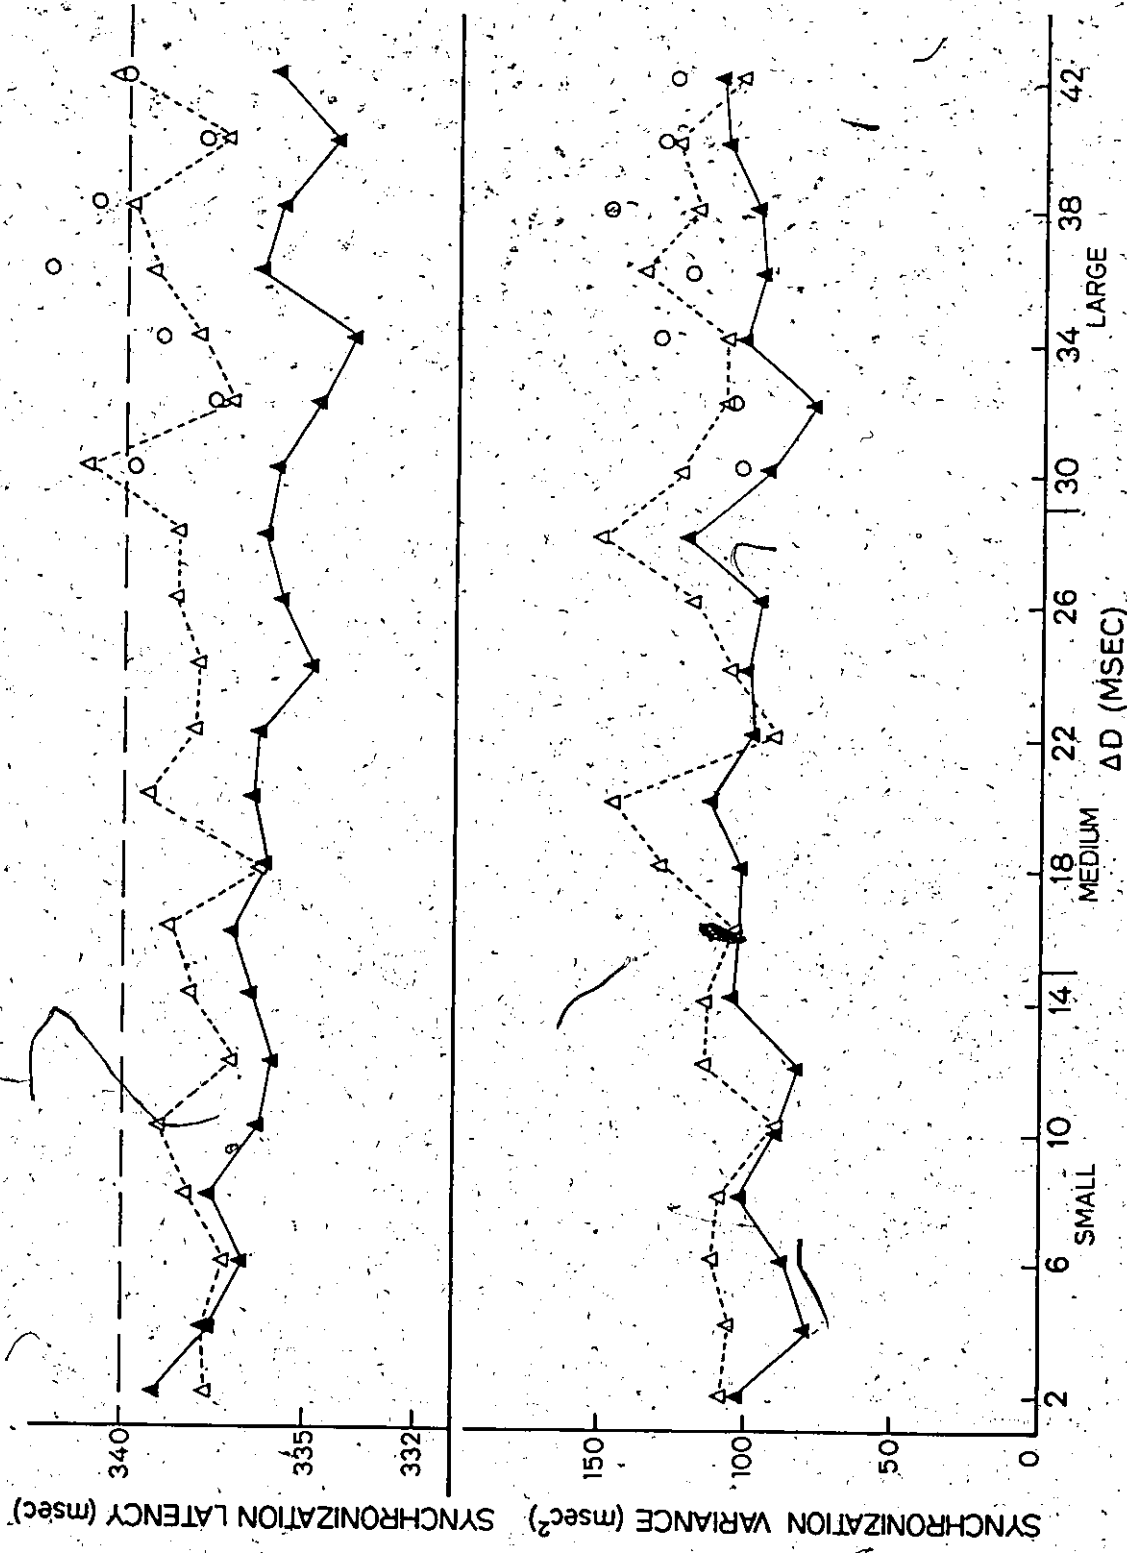 SYNCHRONIZATION LATENCY (msec)
340
335
332
SYNCHRONIZATION VARIANCE (msec²)
150
100
50
0
2 6 10 14 18 22 26 30 34 38 42
SMALL MEDIUM LARGE
ΔD (MSEC)